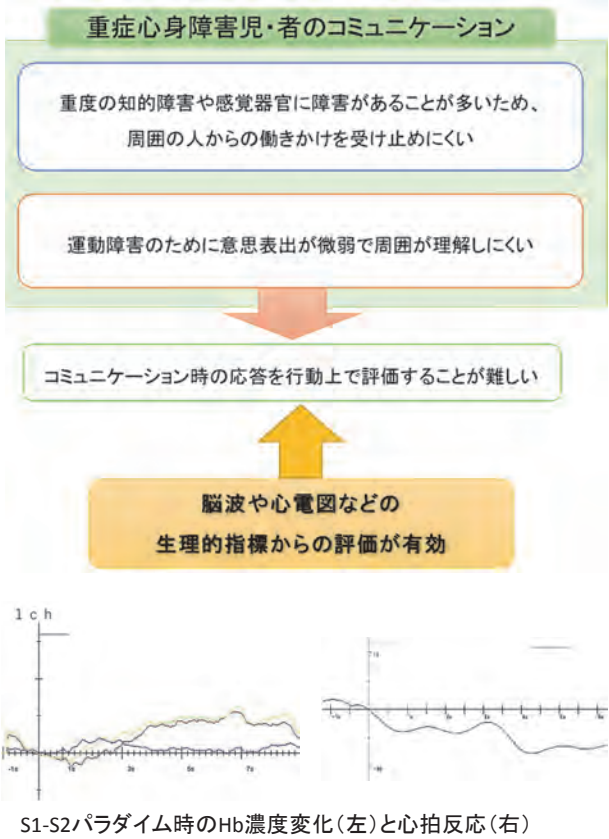 重症心身障害児・者のコミュニケーション
重度の知的障害や感覚器官に障害があることが多いため、
周囲の人からの働きかけを受け止めにくい
運動障害のために意思表出が微弱で周囲が理解しにくい
コミュニケーション時の応答を行動上で評価することが難しい
脳波や心電図などの
生理的指標からの評価が有効
1ch
-1s 1s 3s 5s 7s
S1-S2パラダイム時のHb濃度変化(左)と心拍反応(右)